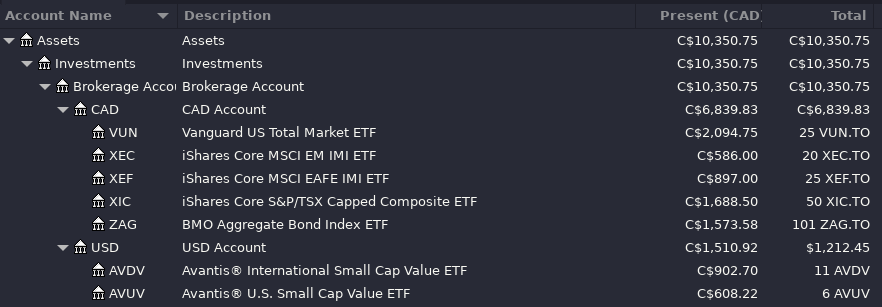 Account Name Description Present (CAD) Total
Assets Assets C$10,350.75 C$10,350.75
Investments Investments C$10,350.75 C$10,350.75
Brokerage Accou Brokerage Account C$10,350.75 C$10,350.75
CAD CAD Account C$6,839.83 C$6,839.83
VUN Vanguard US Total Market ETF C$2,094.75 25 VUN.TO
XEC iShares Core MSCI EM IMI ETF C$586.00 20 XEC.TO
XEF iShares Core MSCI EAFE IMI ETF C$897.00 25 XEF.TO
XIC iShares Core S&P/TSX Capped Composite ETF C$1,688.50 50 XIC.TO
ZAG BMO Aggregate Bond Index ETF C$1,573.58 101 ZAG.TO
USD USD Account C$1,510.92 $1,212.45
AVDV Avantis® International Small Cap Value ETF C$902.70 11 AVDV
AVUV Avantis® U.S. Small Cap Value ETF C$608.22 6 AVUV